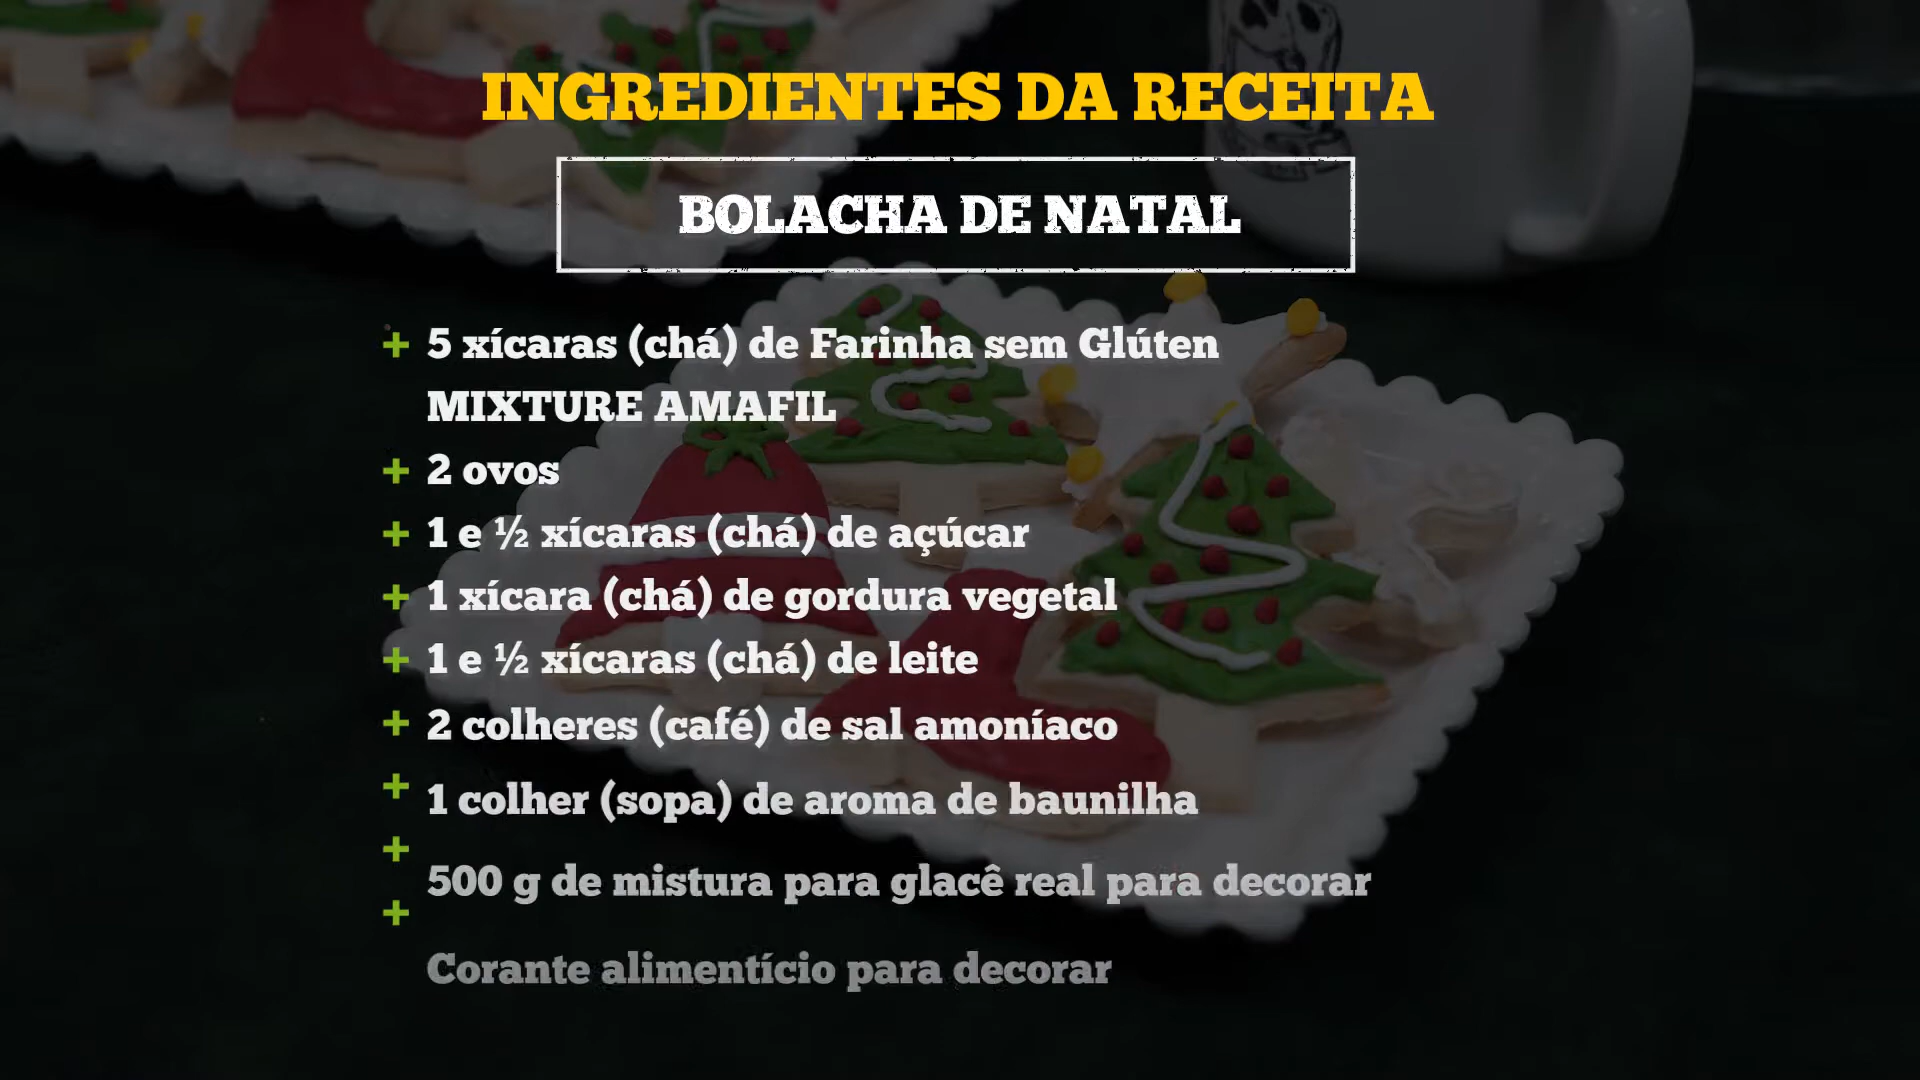 INGREDIENTES DA RECEITA
BOLACHA DE NATAL
+ 5 xícaras (chá) de Farinha sem Glúten
MIXTURE AMAFIL
+ 2 ovos
+ 1 e ½ xícaras (chá) de açúcar
+ 1 xícara (chá) de gordura vegetal
+ 1 e ½ xícaras (chá) de leite
+ 2 colheres (café) de sal amoníaco
+ 1 colher (sopa) de aroma de baunilha
+ 500 g de mistura para glacê real para decorar
+ Corante alimentício para decorar